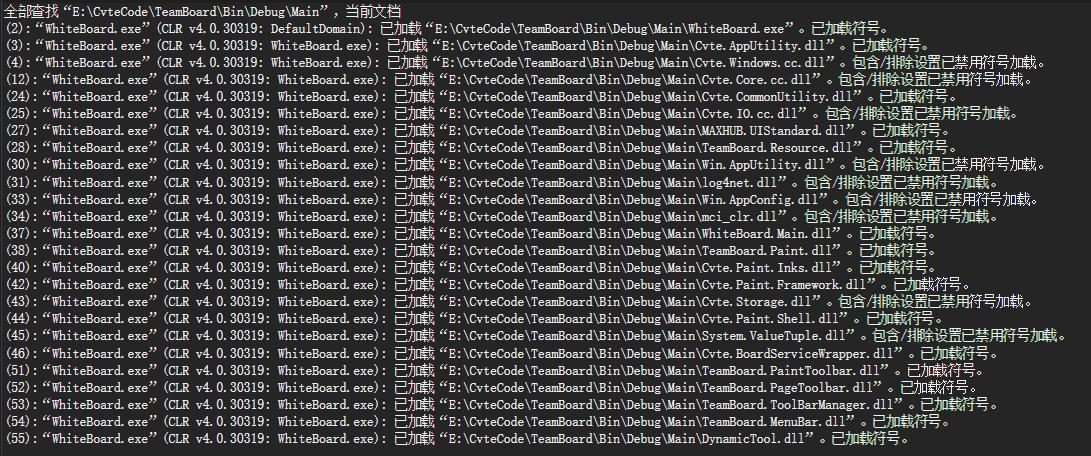 全部查找“E:\CvteCode\TeamBoard\Bin\Debug\Main”, 当前文档
(2):“WhiteBoard.exe”(CLR v4.0.30319: DefaultDomain): 已加载“E:\CvteCode\TeamBoard\Bin\Debug\Main\WhiteBoard.exe”。已加载符号。
(3):“WhiteBoard.exe”(CLR v4.0.30319: WhiteBoard.exe): 已加载“E:\CvteCode\TeamBoard\Bin\Debug\Main\Cvte.AppUtility.dll”。已加载符号。
(4):“WhiteBoard.exe”(CLR v4.0.30319: WhiteBoard.exe): 已加载“E:\CvteCode\TeamBoard\Bin\Debug\Main\Cvte.Windows.cc.dll”。包含/排除设置已禁用符号加载。
(12):“WhiteBoard.exe”(CLR v4.0.30319: WhiteBoard.exe): 已加载“E:\CvteCode\TeamBoard\Bin\Debug\Main\Cvte.Core.cc.dll”。包含/排除设置已禁用符号加载。
(24):“WhiteBoard.exe”(CLR v4.0.30319: WhiteBoard.exe): 已加载“E:\CvteCode\TeamBoard\Bin\Debug\Main\Cvte.CommonUtility.dll”。已加载符号。
(25):“WhiteBoard.exe”(CLR v4.0.30319: WhiteBoard.exe): 已加载“E:\CvteCode\TeamBoard\Bin\Debug\Main\Cvte.IO.cc.dll”。包含/排除设置已禁用符号加载。
(27):“WhiteBoard.exe”(CLR v4.0.30319: WhiteBoard.exe): 已加载“E:\CvteCode\TeamBoard\Bin\Debug\Main\MAXHUB.UIStandard.dll”。已加载符号。
(28):“WhiteBoard.exe”(CLR v4.0.30319: WhiteBoard.exe): 已加载“E:\CvteCode\TeamBoard\Bin\Debug\Main\TeamBoard.Resource.dll”。已加载符号。
(30):“WhiteBoard.exe”(CLR v4.0.30319: WhiteBoard.exe): 已加载“E:\CvteCode\TeamBoard\Bin\Debug\Main\Win.AppUtility.dll”。包含/排除设置已禁用符号加载。
(31):“WhiteBoard.exe”(CLR v4.0.30319: WhiteBoard.exe): 已加载“E:\CvteCode\TeamBoard\Bin\Debug\Main\log4net.dll”。包含/排除设置已禁用符号加载。
(33):“WhiteBoard.exe”(CLR v4.0.30319: WhiteBoard.exe): 已加载“E:\CvteCode\TeamBoard\Bin\Debug\Main\Win.AppConfig.dll”。包含/排除设置已禁用符号加载。
(34):“WhiteBoard.exe”(CLR v4.0.30319: WhiteBoard.exe): 已加载“E:\CvteCode\TeamBoard\Bin\Debug\Main\mci_clr.dll”。包含/排除设置已禁用符号加载。
(37):“WhiteBoard.exe”(CLR v4.0.30319: WhiteBoard.exe): 已加载“E:\CvteCode\TeamBoard\Bin\Debug\Main\WhiteBoard.Main.dll”。已加载符号。
(38):“WhiteBoard.exe”(CLR v4.0.30319: WhiteBoard.exe): 已加载“E:\CvteCode\TeamBoard\Bin\Debug\Main\TeamBoard.Paint.dll”。已加载符号。
(40):“WhiteBoard.exe”(CLR v4.0.30319: WhiteBoard.exe): 已加载“E:\CvteCode\TeamBoard\Bin\Debug\Main\Cvte.Paint.Inks.dll”。已加载符号。
(42):“WhiteBoard.exe”(CLR v4.0.30319: WhiteBoard.exe): 已加载“E:\CvteCode\TeamBoard\Bin\Debug\Main\Cvte.Paint.Framework.dll”。已加载符号。
(43):“WhiteBoard.exe”(CLR v4.0.30319: WhiteBoard.exe): 已加载“E:\CvteCode\TeamBoard\Bin\Debug\Main\Cvte.Storage.dll”。包含/排除设置已禁用符号加载。
(44):“WhiteBoard.exe”(CLR v4.0.30319: WhiteBoard.exe): 已加载“E:\CvteCode\TeamBoard\Bin\Debug\Main\Cvte.Paint.Shell.dll”。已加载符号。
(45):“WhiteBoard.exe”(CLR v4.0.30319: WhiteBoard.exe): 已加载“E:\CvteCode\TeamBoard\Bin\Debug\Main\System.ValueTuple.dll”。包含/排除设置已禁用符号加载。
(46):“WhiteBoard.exe”(CLR v4.0.30319: WhiteBoard.exe): 已加载“E:\CvteCode\TeamBoard\Bin\Debug\Main\Cvte.BoardServiceWrapper.dll”。已加载符号。
(51):“WhiteBoard.exe”(CLR v4.0.30319: WhiteBoard.exe): 已加载“E:\CvteCode\TeamBoard\Bin\Debug\Main\TeamBoard.PaintToolbar.dll”。已加载符号。
(52):“WhiteBoard.exe”(CLR v4.0.30319: WhiteBoard.exe): 已加载“E:\CvteCode\TeamBoard\Bin\Debug\Main\TeamBoard.PageToolbar.dll”。已加载符号。
(53):“WhiteBoard.exe”(CLR v4.0.30319: WhiteBoard.exe): 已加载“E:\CvteCode\TeamBoard\Bin\Debug\Main\TeamBoard.ToolBarManager.dll”。已加载符号。
(54):“WhiteBoard.exe”(CLR v4.0.30319: WhiteBoard.exe): 已加载“E:\CvteCode\TeamBoard\Bin\Debug\Main\TeamBoard.MenuBar.dll”。已加载符号。
(55):“WhiteBoard.exe”(CLR v4.0.30319: WhiteBoard.exe): 已加载“E:\CvteCode\TeamBoard\Bin\Debug\Main\DynamicTool.dll”。已加载符号。